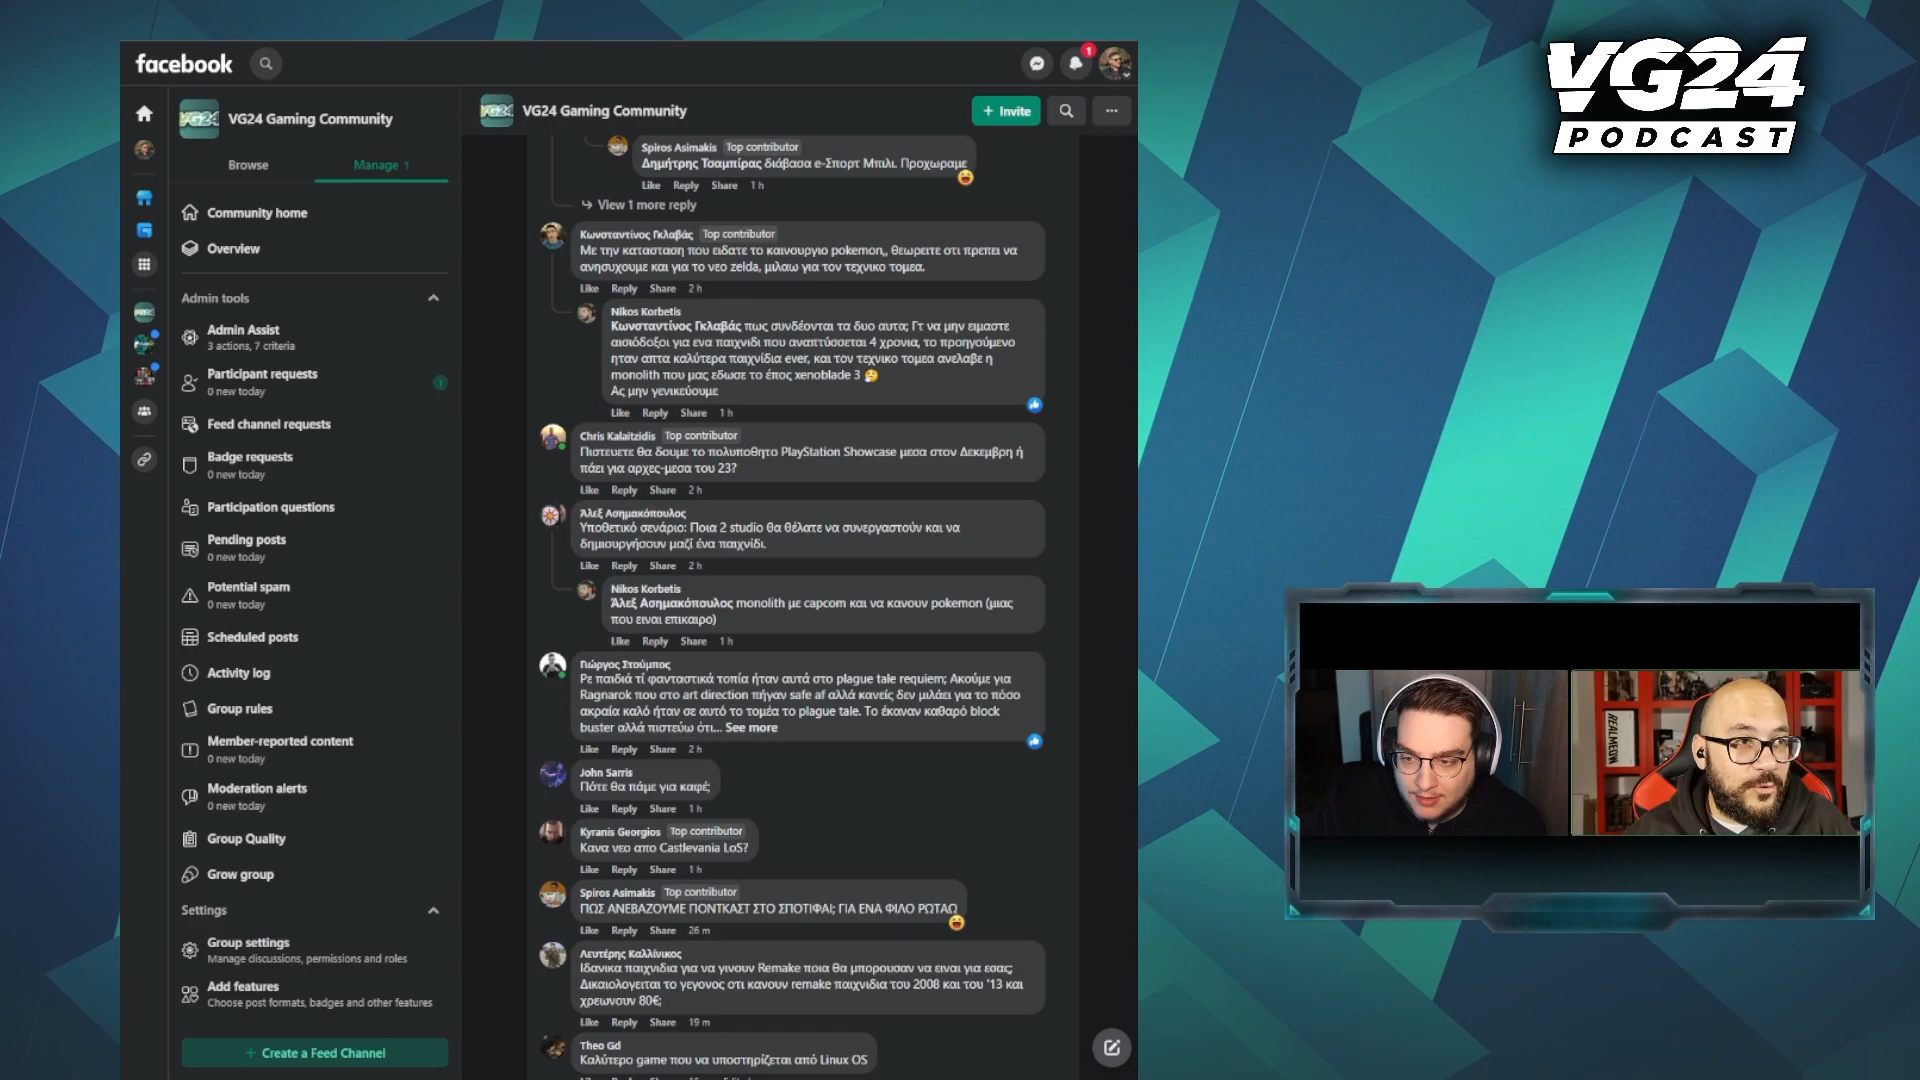 facebook
1
VG24 Gaming Community
Browse
Manage 1
Community home
Overview
Admin tools
Admin Assist
3 actions, 7 criteria
Participant requests
0 new today
1
Feed channel requests
Badge requests
0 new today
Participation questions
Pending posts
0 new today
Potential spam
0 new today
Scheduled posts
Activity log
Group rules
Member-reported content
0 new today
Moderation alerts
0 new today
Group Quality
Grow group
Settings
Group settings
Manage discussions, permissions and roles
Add features
Choose post formats, badges and other features
+ Create a Feed Channel
VG24 Gaming Community
+ Invite
Spiros Asimakis Top contributor
Δημήτρης Τσαμπίρας διάβασα e-Σπορτ Μπιλι. Προχωραμε
Like Reply Share 1 h
View 1 more reply
Κωνσταντίνος Γκλαβάς Top contributor
Με την κατασταση που ειδατε το καινουργιο pokemon,, θεωρειτε οτι πρεπει να
ανησυχουμε και για το νεο zelda, μιλαω για τον τεχνικο τομεα.
Like Reply Share 2 h
Nikos Korbetis
Κωνσταντίνος Γκλαβάς πως συνδέονται τα δυο αυτα; Γτ να μην ειμαστε
αισιόδοξοι για ενα παιχνιδι που αναπτύσσεται 4 χρονια, το προηγούμενο
ηταν απτα καλύτερα παιχνίδια ever, και τον τεχνικο τομεα ανελαβε η
monolith που μας εδωσε το έπος xenoblade 3 🤔
Ας μην γενικεύουμε
Like Reply Share 1 h
Chris Kalaitzidis Top contributor
Πιστευετε θα δουμε το πολυποθητο PlayStation Showcase μεσα στον Δεκεμβρη ή
πάει για αρχες-μεσα του 23?
Like Reply Share 2 h
Άλεξ Ασημακόπουλος
Υποθετικό σενάριο: Ποια 2 studio θα θέλατε να συνεργαστούν και να
δημιουργήσουν μαζί ένα παιχνίδι.
Like Reply Share 2 h
Nikos Korbetis
Άλεξ Ασημακόπουλος monolith με capcom και να κανουν pokemon (μιας
που ειναι επικαιρο)
Like Reply Share 1 h
Γιώργος Στούμπος
Ρε παιδιά τί φανταστικά τοπία ήταν αυτά στο plague tale requiem; Ακούμε για
Ragnarok που στο art direction πήγαν safe af αλλά κανείς δεν μιλάει για το πόσο
ακραία καλό ήταν σε αυτό το τομέα το plague tale. Το έκαναν καθαρό block
buster αλλά πιστεύω ότι... See more
Like Reply Share 2 h
John Sarris
Πότε θα πάμε για καφέ;
Like Reply Share 1 h
Kyranis Georgios Top contributor
Κανα νεο απο Castlevania LoS?
Like Reply Share 1 h
Spiros Asimakis Top contributor
ΠΩΣ ΑΝΕΒΑΖΟΥΜΕ ΠΟΝΤΚΑΣΤ ΣΤΟ ΣΠΟΤΙΦΑΙ; ΓΙΑ ΕΝΑ ΦΙΛΟ ΡΩΤΑΩ
Like Reply Share 26 m
Λευτέρης Καλλίνικος
Ιδανικα παιχνιδια για να γινουν Remake ποια θα μπορουσαν να ειναι για εσας;
Δικαιολογειται το γεγονος οτι κανουν remake παιχνιδια του 2008 και του '13 και
χρεωνουν 80€;
Like Reply Share 19 m
Theo Gd
Καλύτερο game που να υποστηρίζεται από Linux OS
VG24
PODCAST
REALMEON